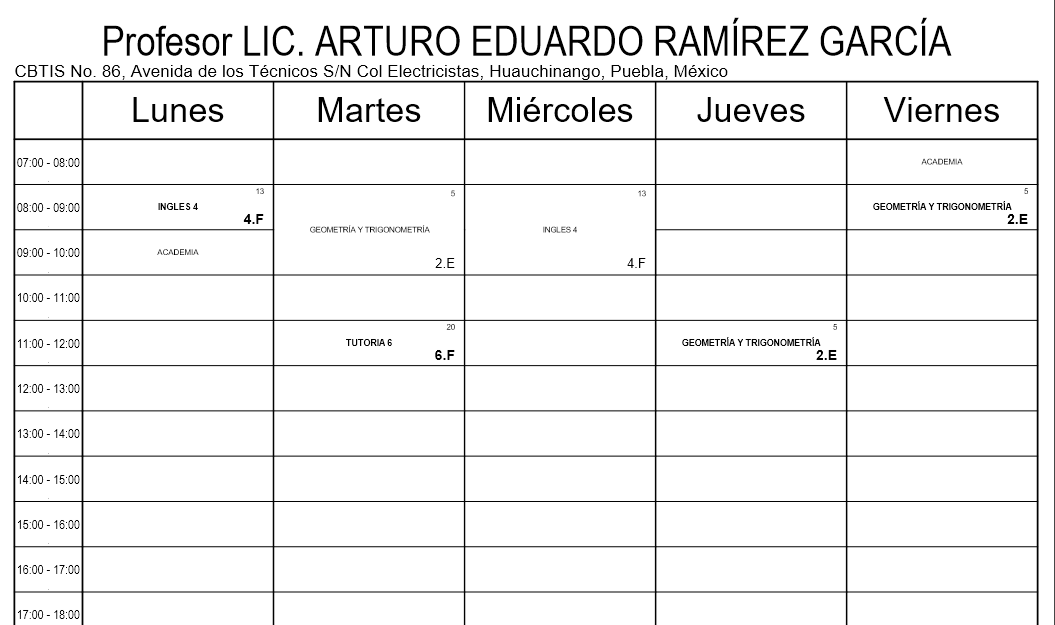 Profesor LIC. ARTURO EDUARDO RAMÍREZ GARCÍA
CBTIS No. 86, Avenida de los Técnicos S/N Col Electricistas, Huauchinango, Puebla, México
Lunes Martes Miércoles Jueves Viernes
07:00 - 08:00 ACADEMIA
13 5 13 5
08:00 - 09:00 INGLES 4 GEOMETRÍA Y TRIGONOMETRÍA
4.F 2.E
GEOMETRÍA Y TRIGONOMETRÍA INGLES 4
09:00 - 10:00 ACADEMIA
2.E 4.F
10:00 - 11:00
20 5
11:00 - 12:00 TUTORIA 6 GEOMETRÍA Y TRIGONOMETRÍA
6.F 2.E
12:00 - 13:00
13:00 - 14:00
14:00 - 15:00
15:00 - 16:00
16:00 - 17:00
17:00 - 18:00